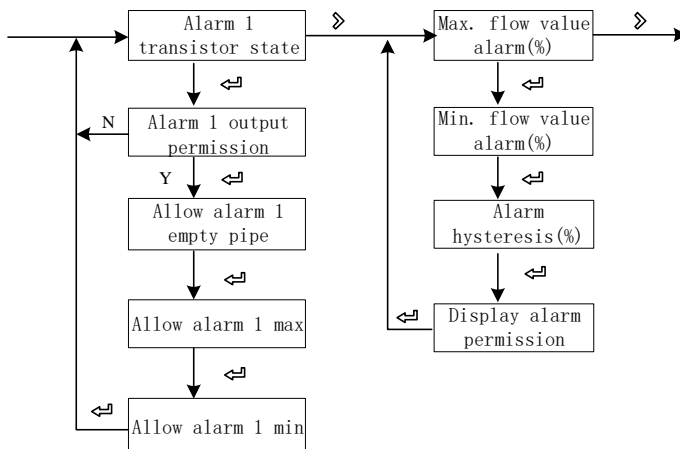 Alarm 1
transistor state
Alarm 1 output
permission
N
Y
Allow alarm 1
empty pipe
Allow alarm 1 max
Allow alarm 1 min
Max. flow value
alarm(%)
Min. flow value
alarm(%)
Alarm
hysteresis(%)
Display alarm
permission